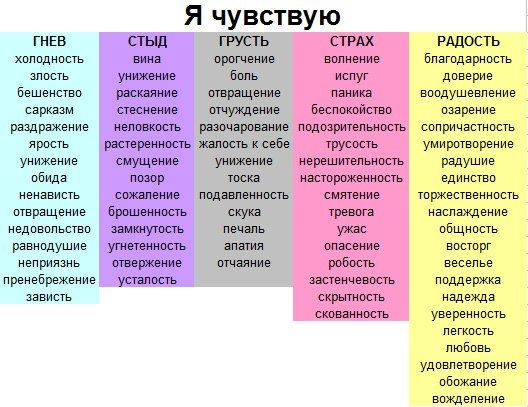 Я чувствую
ГНЕВ СТЫД ГРУСТЬ СТРАХ РАДОСТЬ
холодность вина орогчение волнение благодарность
злость унижение боль испуг доверие
бешенство раскаяние отвращение паника воодушевление
сарказм стеснение отчуждение беспокойство озарение
раздражение неловкость разочарование подозрительность сопричастность
ярость растеренность жалость к себе трусость умиротворение
унижение смущение унижение нерешительность радушие
обида позор тоска настороженность единство
ненависть сожаление подавленность смятение торжественность
отвращение брошенность скука тревога наслаждение
недовольство замкнутость печаль ужас общность
равнодушие угнетенность апатия опасение восторг
неприязнь отвержение отчаяние робость веселье
пренебрежение усталость застенчевость поддержка
зависть скрытность надежда
скованность уверенность
легкость
любовь
удовлетворение
обожание
вожделение